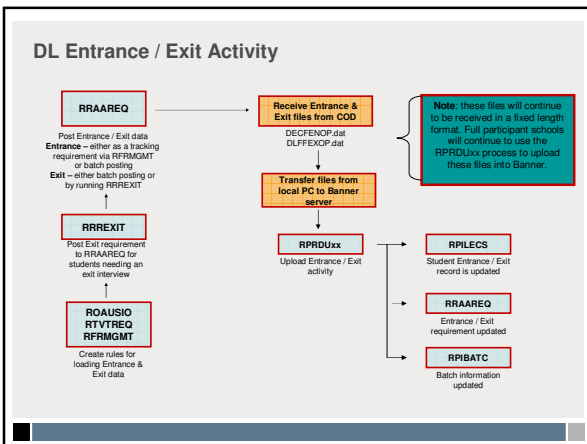 DL Entrance / Exit Activity
RRAAREQ
Post Entrance / Exit data
Entrance – either as a tracking
requirement via RFRMGMT
or batch posting
Exit – either batch posting or
by running RRREXIT
RRREXIT
Post Exit requirement
to RRAAREQ for
students needing an
exit interview
ROAUSIO
RTVTREQ
RFRMGMT
Create rules for
loading Entrance &
Exit data
Receive Entrance &
Exit files from COD
DECFENOP.dat
DLFFEXOP.dat
Transfer files from
local PC to Banner
server
RPRDUxx
Upload Entrance / Exit
activity
Note: these files will continue
to be received in a fixed length
format. Full participant schools
will continue to use the
RPRDUxx process to upload
these files into Banner.
RPILECS
Student Entrance / Exit
record is updated
RRAAREQ
Entrance / Exit
requirement updated
RPIBATC
Batch information
updated